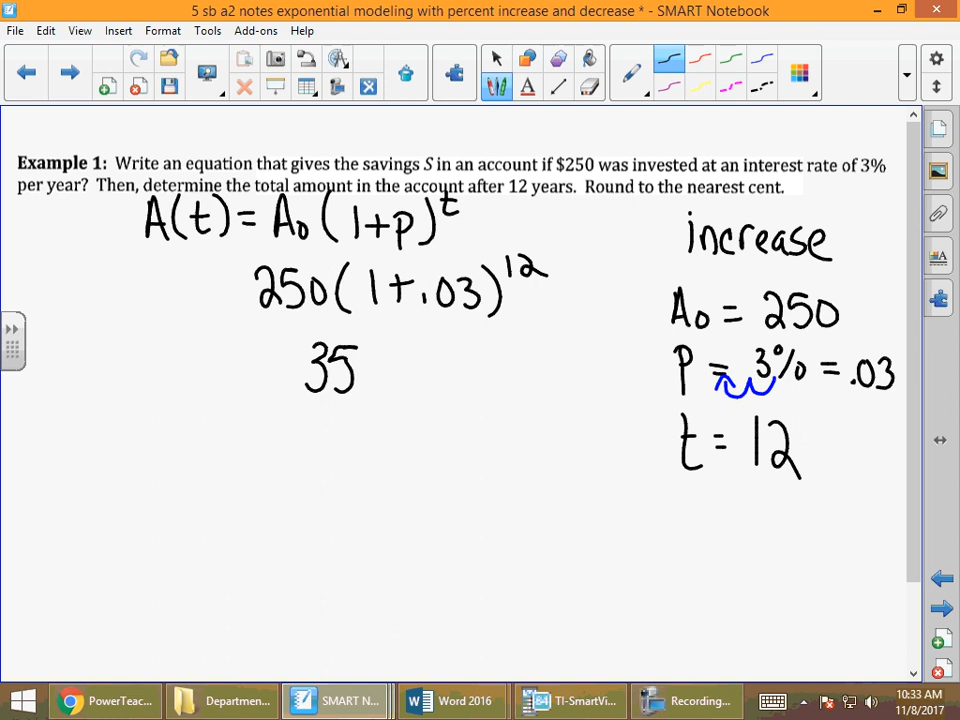 5 sb a2 notes exponential modeling with percent increase and decrease * - SMART Notebook
File Edit View Insert Format Tools Add-ons Help
Example 1: Write an equation that gives the savings S in an account if $250 was invested at an interest rate of 3%
per year? Then, determine the total amount in the account after 12 years. Round to the nearest cent.
A(t) = A₀(1+p)ᵗ
increase
250(1+.03)¹²
A₀ = 250
35
P = 3% = .03
t = 12
PowerTeac... Departmen... SMART N... Word 2016 TI-SmartVi... Recording...
10:33 AM
11/8/2017